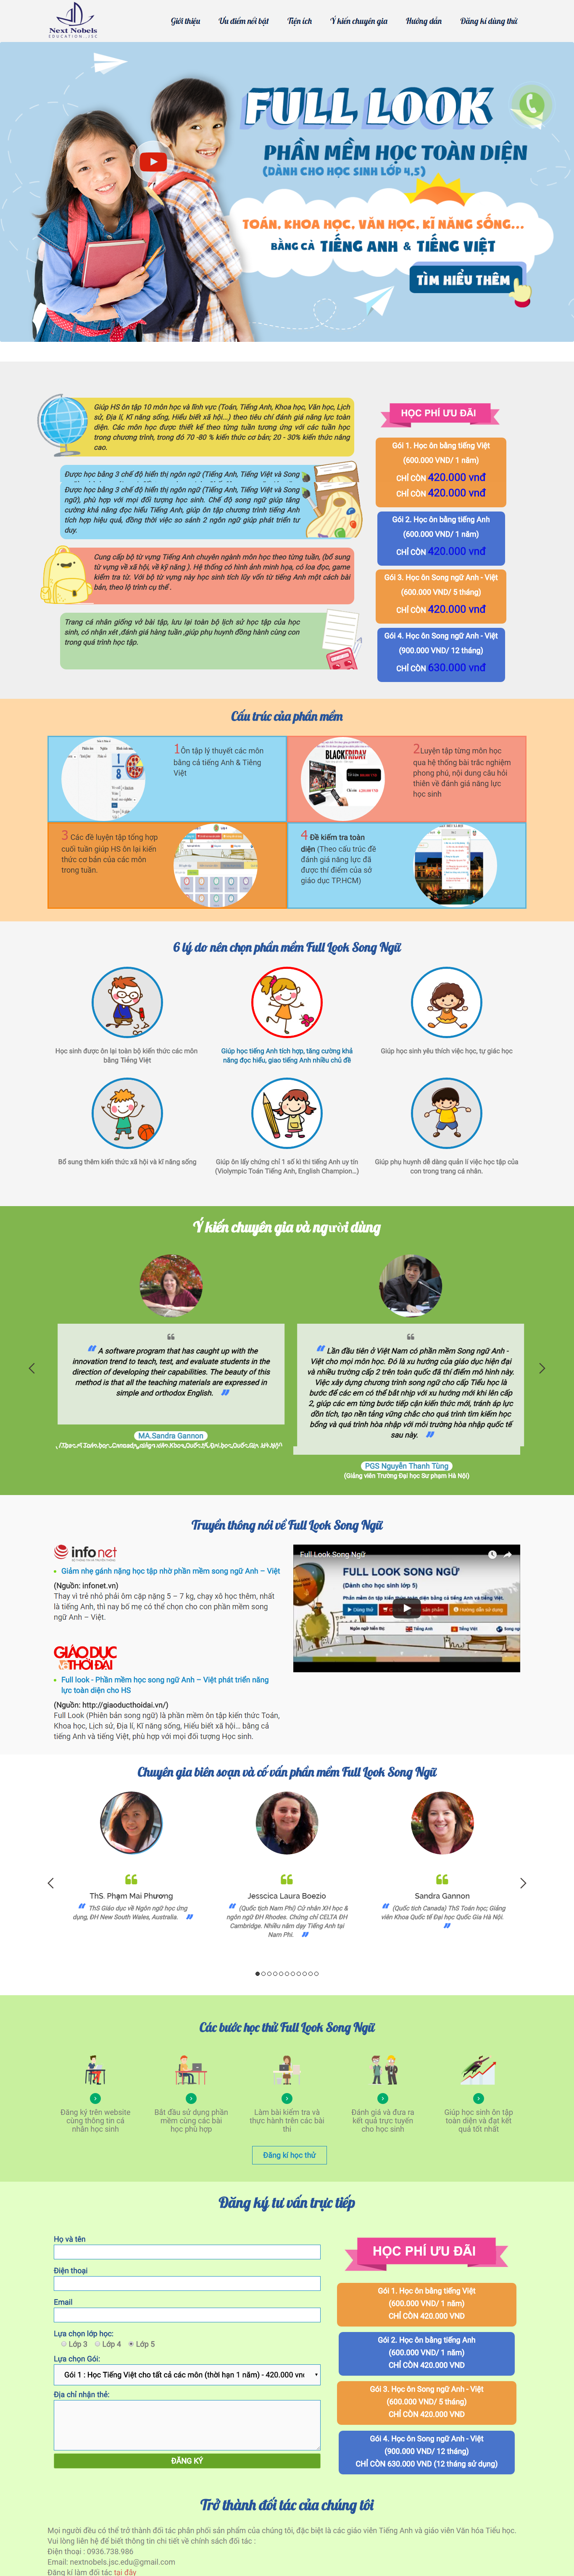 Next Nobels
EDUCATION.,JSC
Giới thiệu
Ưu điểm nổi bật
Tiện ích
Ý kiến chuyên gia
Hướng dẫn
Đăng kí dùng thử
FULL LOOK
PHẦN MỀM HỌC TOÀN DIỆN
(DÀNH CHO HỌC SINH LỚP 4,5)
TOÁN, KHOA HỌC, VĂN HỌC, KĨ NĂNG SỐNG...
BẰNG CẢ TIẾNG ANH & TIẾNG VIỆT
TÌM HIỂU THÊM
Giúp HS ôn tập 10 môn học và lĩnh vực (Toán, Tiếng Anh, Khoa học, Văn học, Lịch
sử, Địa lí, Kĩ năng sống, Hiểu biết xã hội...) theo tiêu chí đánh giá năng lực toàn
diện. Các môn học được thiết kế theo từng tuần tương ứng với các tuần học
trong chương trình, trong đó 70 -80 % kiến thức cơ bản; 20 - 30% kiến thức nâng
cao.
Được học bằng 3 chế độ hiển thị ngôn ngữ (Tiếng Anh, Tiếng Việt và Song
Được học bằng 3 chế độ hiển thị ngôn ngữ (Tiếng Anh, Tiếng Việt và Song
ngữ), phù hợp với mọi đối tượng học sinh. Chế độ song ngữ giúp tăng
cường khả năng đọc hiểu Tiếng Anh, giúp ôn tập chương trình tiếng Anh
tích hợp hiệu quả, đồng thời việc so sánh 2 ngôn ngữ giúp phát triển tư
duy.
Cung cấp bộ từ vựng Tiếng Anh chuyên ngành môn học theo từng tuần, (bổ sung
từ vựng về xã hội, về kỹ năng ). Hệ thống có hình ảnh minh họa, có loa đọc, game
kiểm tra từ. Với bộ từ vựng này học sinh tích lũy vốn từ tiếng Anh một cách bài
bản, theo lộ trình cụ thể .
Trang cá nhân giống vở bài tập, lưu lại toàn bộ lịch sử học tập của học
sinh, có nhận xét ,đánh giá hàng tuần ,giúp phụ huynh đồng hành cùng con
trong quá trình học tập.
HỌC PHÍ ƯU ĐÃI
Gói 1. Học ôn bằng tiếng Việt
(600.000 VND/ 1 năm)
CHỈ CÒN 420.000 vnđ
CHỈ CÒN 420.000 vnđ
Gói 2. Học ôn bằng tiếng Anh
(600.000 VND/ 1 năm)
CHỈ CÒN 420.000 vnđ
Gói 3. Học ôn Song ngữ Anh - Việt
(600.000 VND/ 5 tháng)
CHỈ CÒN 420.000 vnđ
Gói 4. Học ôn Song ngữ Anh - Việt
(900.000 VND/ 12 tháng)
CHỈ CÒN 630.000 vnđ
Cấu trúc của phần mềm
1Ôn tập lý thuyết các môn
bằng cả tiếng Anh & Tiếng
Việt
BLACKFRIDAY
2Luyện tập từng môn học
qua hệ thống bài trắc nghiệm
phong phú, nội dung câu hỏi
thiên về đánh giá năng lực
học sinh
3 Các đề luyện tập tổng hợp
cuối tuần giúp HS ôn lại kiến
thức cơ bản của các môn
trong tuần.
4 Đề kiểm tra toàn
diện (Theo cấu trúc đề
đánh giá năng lực đã
được thí điểm của sở
giáo dục TP.HCM)
6 lý do nên chọn phần mềm Full Look Song Ngữ
Học sinh được ôn lại toàn bộ kiến thức các môn
bằng Tiếng Việt
Giúp học tiếng Anh tích hợp, tăng cường khả
năng đọc hiểu, giao tiếng Anh nhiều chủ đề
Giúp học sinh yêu thích việc học, tự giác học
Bổ sung thêm kiến thức xã hội và kĩ năng sống
Giúp ôn lấy chứng chỉ 1 số kì thi tiếng Anh uy tín
(Violympic Toán Tiếng Anh, English Champion...)
Giúp phụ huynh dễ dàng quản lí việc học tập của
con trong trang cá nhân.
Ý kiến chuyên gia và người dùng
A software program that has caught up with the
innovation trend to teach, test, and evaluate students in the
direction of developing their capabilities. The beauty of this
method is that all the teaching materials are expressed in
simple and orthodox English.
MA.Sandra Gannon
Lần đầu tiên ở Việt Nam có phần mềm Song ngữ Anh -
Việt cho mọi môn học. Đó là xu hướng của giáo dục hiện đại
và nhiều trường cấp 2 trên toàn quốc đã thí điểm mô hình này.
Việc xây dựng chương trình song ngữ cho cấp Tiểu học là
bước để các em có thể bắt nhịp với xu hướng mới khi lên cấp
2, giúp các em từng bước tiếp cận kiến thức mới, tránh áp lực
dồn tích, tạo nền tảng vững chắc cho quá trình tìm kiếm học
bổng và quá trình hòa nhập với môi trường hòa nhập quốc tế
sau này.
PGS Nguyễn Thanh Tùng
(Giảng viên Trường Đại học Sư phạm Hà Nội)
Truyền thông nói về Full Look Song Ngữ
infonet
Giảm nhẹ gánh nặng học tập nhờ phần mềm song ngữ Anh – Việt
(Nguồn: infonet.vn)
Thay vì trẻ nhỏ phải ôm cặp nặng 5 – 7 kg, chạy xô học thêm, nhất
là tiếng Anh, thì nay bố mẹ có thể chọn cho con phần mềm song
ngữ Anh – Việt.
GIÁO DỤC
VÀ THỜI ĐẠI
Full look - Phần mềm học song ngữ Anh – Việt phát triển năng
lực toàn diện cho HS
(Nguồn: http://giaoducthoidai.vn/)
Full Look (Phiên bản song ngữ) là phần mềm ôn tập kiến thức Toán,
Khoa học, Lịch sử, Địa lí, Kĩ năng sống, Hiểu biết xã hội... bằng cả
tiếng Anh và tiếng Việt, phù hợp với mọi đối tượng Học sinh.
Full Look Song Ngữ
FULL LOOK SONG NGỮ
(Dành cho học sinh lớp 5)
Tiếng Anh
Tiếng Việt
Chuyên gia biên soạn và cố vấn phần mềm Full Look Song Ngữ
ThS. Phạm Mai Phương
ThS Giáo dục về Ngôn ngữ học ứng
dụng, ĐH New South Wales, Australia.
Jesscica Laura Boezio
(Quốc tịch Nam Phi) Cử nhân XH học &
ngôn ngữ ĐH Rhodes. Chứng chỉ CELTA ĐH
Cambridge. Nhiều năm dạy Tiếng Anh tại
Nam Phi.
Sandra Gannon
(Quốc tịch Canada) ThS Toán học; Giảng
viên Khoa Quốc tế Đại học Quốc Gia Hà Nội.
Các bước học thử Full Look Song Ngữ
Đăng ký trên website
cùng thông tin cá
nhân học sinh
Bắt đầu sử dụng phần
mềm cùng các bài
học phù hợp
Làm bài kiểm tra và
thực hành trên các bài
thi
Đánh giá và đưa ra
kết quả trực tuyến
cho học sinh
Giúp học sinh ôn tập
toàn diện và đạt kết
quả tốt nhất
Đăng kí học thử
Đăng ký tư vấn trực tiếp
Họ và tên
Điện thoại
Email
Lựa chọn lớp học:
Lớp 3 Lớp 4 Lớp 5
Lựa chọn Gói:
Gói 1 : Học Tiếng Việt cho tất cả các môn (thời hạn 1 năm) - 420.000 vnđ
Địa chỉ nhận thẻ:
ĐĂNG KÝ
HỌC PHÍ ƯU ĐÃI
Gói 1. Học ôn bằng tiếng Việt
(600.000 VND/ 1 năm)
CHỈ CÒN 420.000 VND
Gói 2. Học ôn bằng tiếng Anh
(600.000 VND/ 1 năm)
CHỈ CÒN 420.000 VND
Gói 3. Học ôn Song ngữ Anh - Việt
(600.000 VND/ 5 tháng)
CHỈ CÒN 420.000 VND
Gói 4. Học ôn Song ngữ Anh - Việt
(900.000 VND/ 12 tháng)
CHỈ CÒN 630.000 VND (12 tháng sử dụng)
Trở thành đối tác của chúng tôi
Mọi người đều có thể trở thành đối tác phân phối sản phẩm của chúng tôi, đặc biệt là các giáo viên Tiếng Anh và giáo viên Văn hóa Tiểu học.
Vui lòng liên hệ để biết thông tin chi tiết về chính sách đối tác :
Điện thoại : 0936.738.986
Email: nextnobels.jsc.edu@gmail.com
Đăng kí làm đối tác tại đây